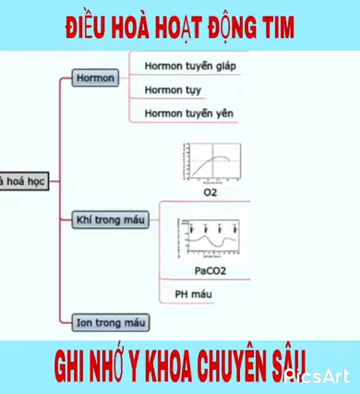 ĐIỀU HOÀ HOẠT ĐỘNG TIM
Hormon
Hormon tuyến giáp
Hormon tụy
Hormon tuyến yên
à hoá học
Khí trong máu
O2
PaCO2
PH máu
Ion trong máu
GHI NHỚ Y KHOA CHUYÊN SÂU
PicsArt